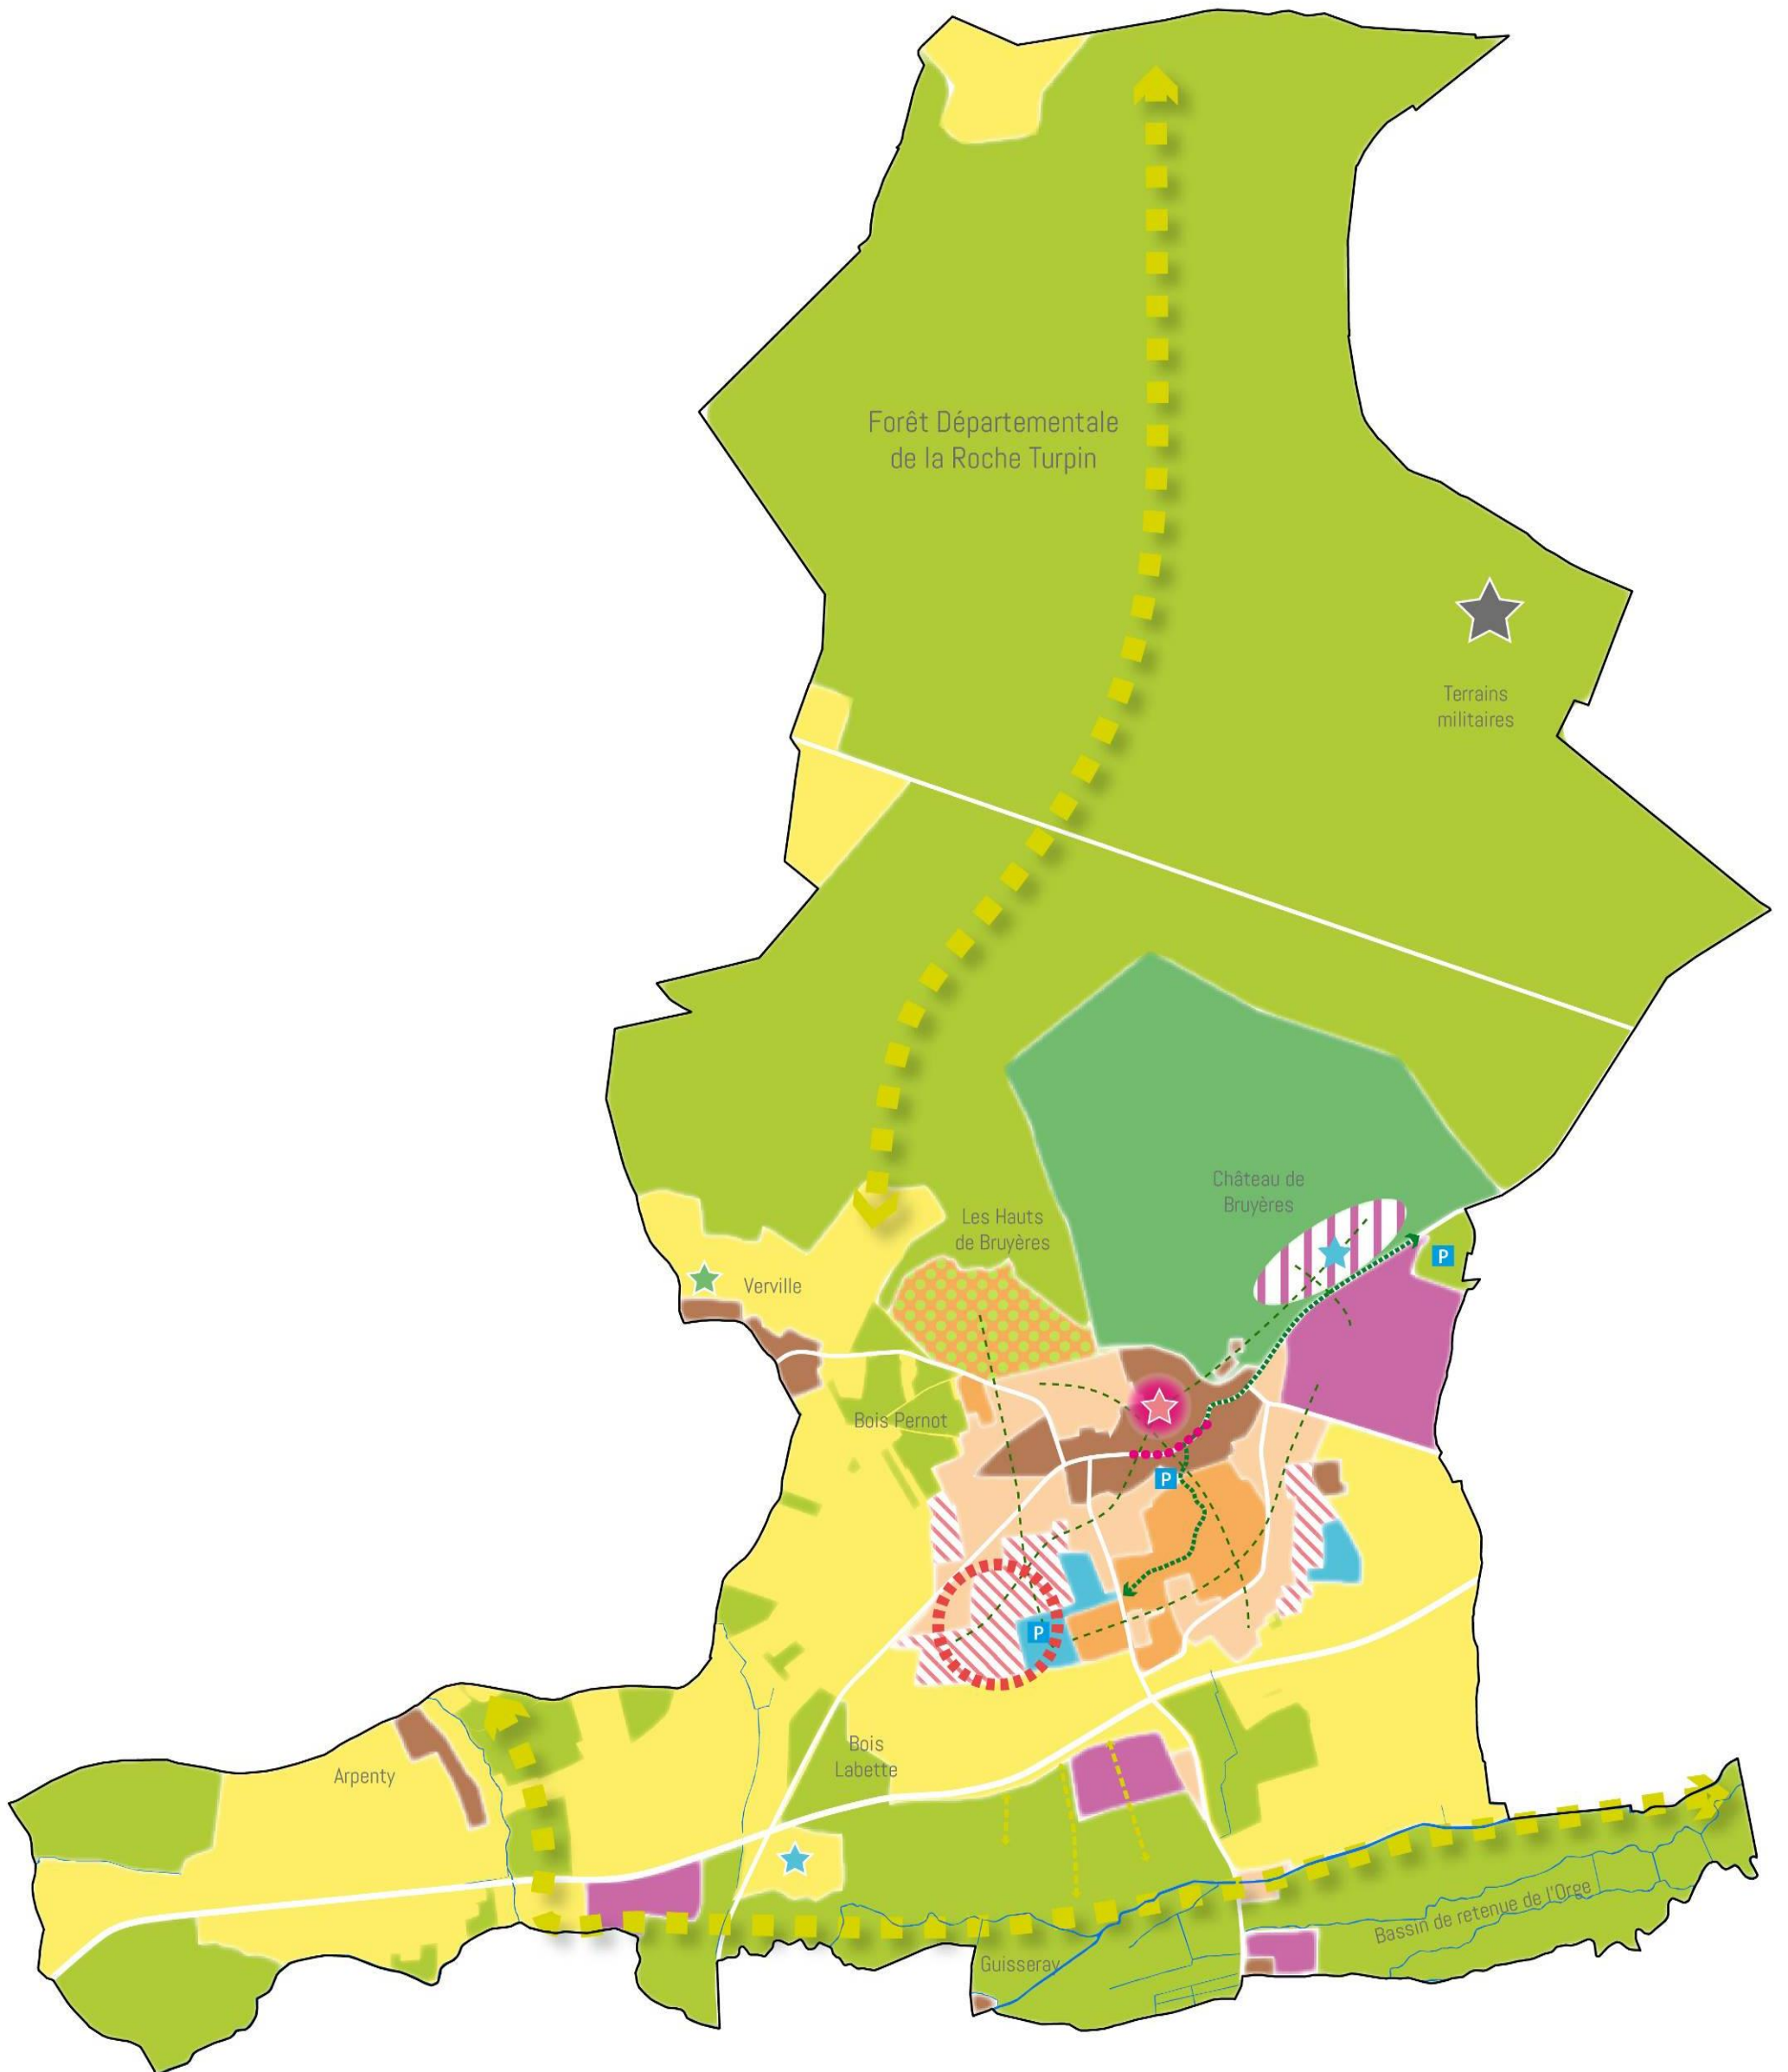 Forêt Départementale
de la Roche Turpin
Terrains
militaires
Château de
Bruyères
P
Les Hauts
de Bruyères
Verville
Bois Pernot
P
P
Bois
Labette
Arpenty
Bassin de retenue de l'Orge
Guisseray